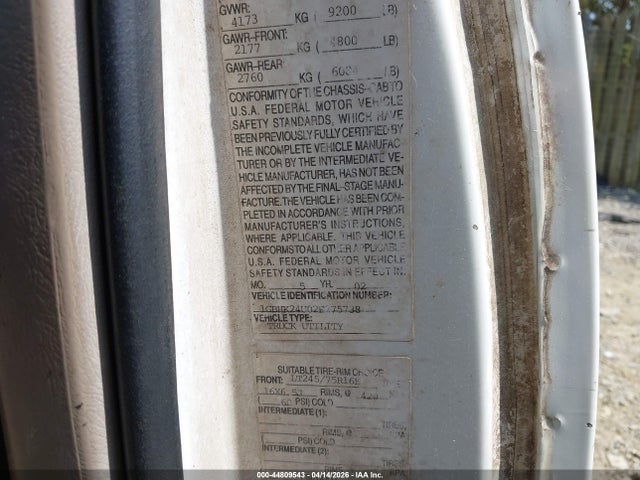 GVWR:
4173 KG ( 9200 LB)
GAWR-FRONT:
2177 KG ( 4800 LB)
GAWR-REAR:
2760 KG ( LB)
CONFORMITY OF THE CHASSIS-CAB TO
U.S.A. FEDERAL MOTOR VEHICLE
SAFETY STANDARDS, WHICH HAVE
BEEN PREVIOUSLY FULLY CERTIFIED BY
THE INCOMPLETE VEHICLE MANUFAC-
TURER OR BY THE INTERMEDIATE VE-
HICLE MANUFACTURER, HAS NOT BEEN
AFFECTED BY THE FINAL-STAGE MANU-
FACTURE. THE VEHICLE HAS BEEN COM-
PLETED IN ACCORDANCE WITH PRIOR
MANUFACTURER'S INSTRUCTIONS,
WHERE APPLICABLE. THIS VEHICLE
CONFORMS TO ALL OTHER APPLICABLE
U.S.A. FEDERAL MOTOR VEHICLE
SAFETY STANDARDS IN EFFECT IN.
MO. 5 YR. 02
VEHICLE IDENTIFICATION NUMBER:
VEHICLE TYPE:
TRUCK UTILITY
SUITABLE TIRE-RIM CHOICE
FRONT: LT245/75R16E
RIMS, @
PSI) COLD
INTERMEDIATE (1):
RIMS, @
( PSI) COLD
INTERMEDIATE (2):
000-44809543 - 04/14/2026 - IAAI CORPORATE